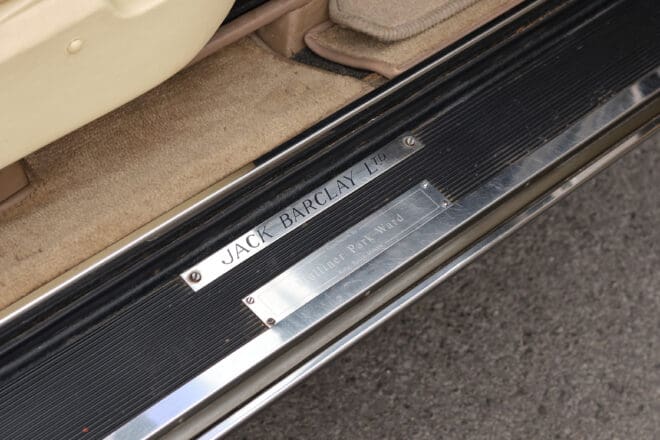 JACK BARCLAY LTD
Mulliner Park Ward